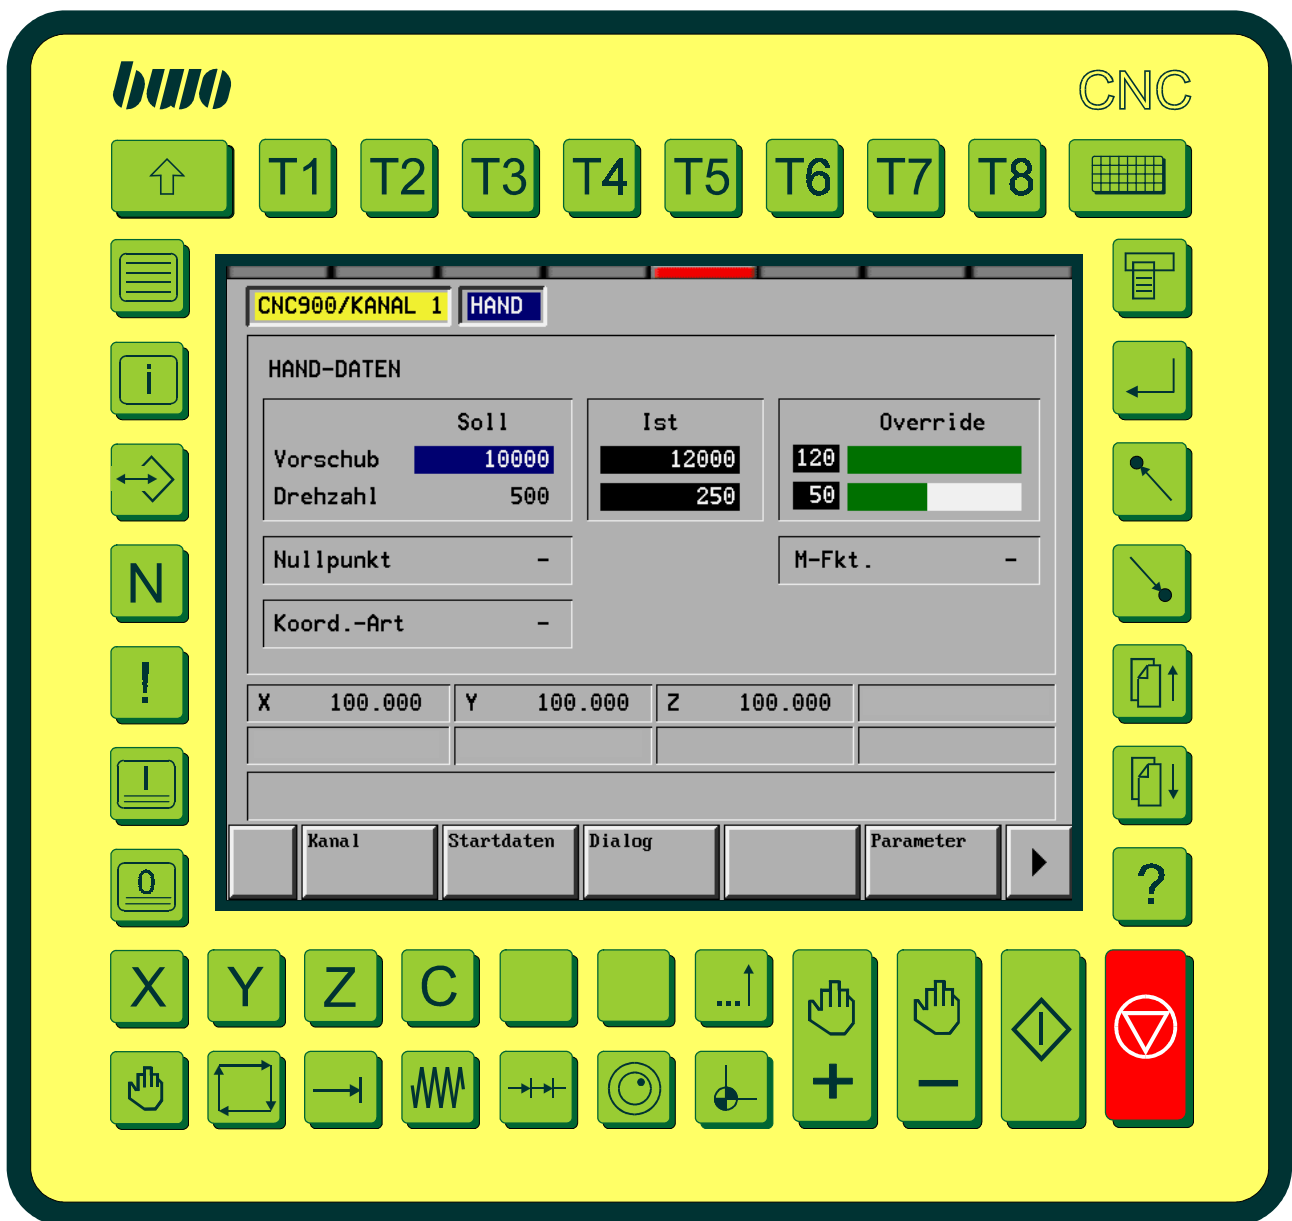 bwo
CNC
T1 T2 T3 T4 T5 T6 T7 T8
CNC900/KANAL 1 HAND
HAND-DATEN
Soll Ist Override
Vorschub 10000 12000 120
Drehzahl 500 250 50
Nullpunkt - M-Fkt. -
Koord.-Art -
X 100.000 Y 100.000 Z 100.000
Kanal Startdaten Dialog Parameter
i
N
!
I
0
?
X Y Z C ...
+ -